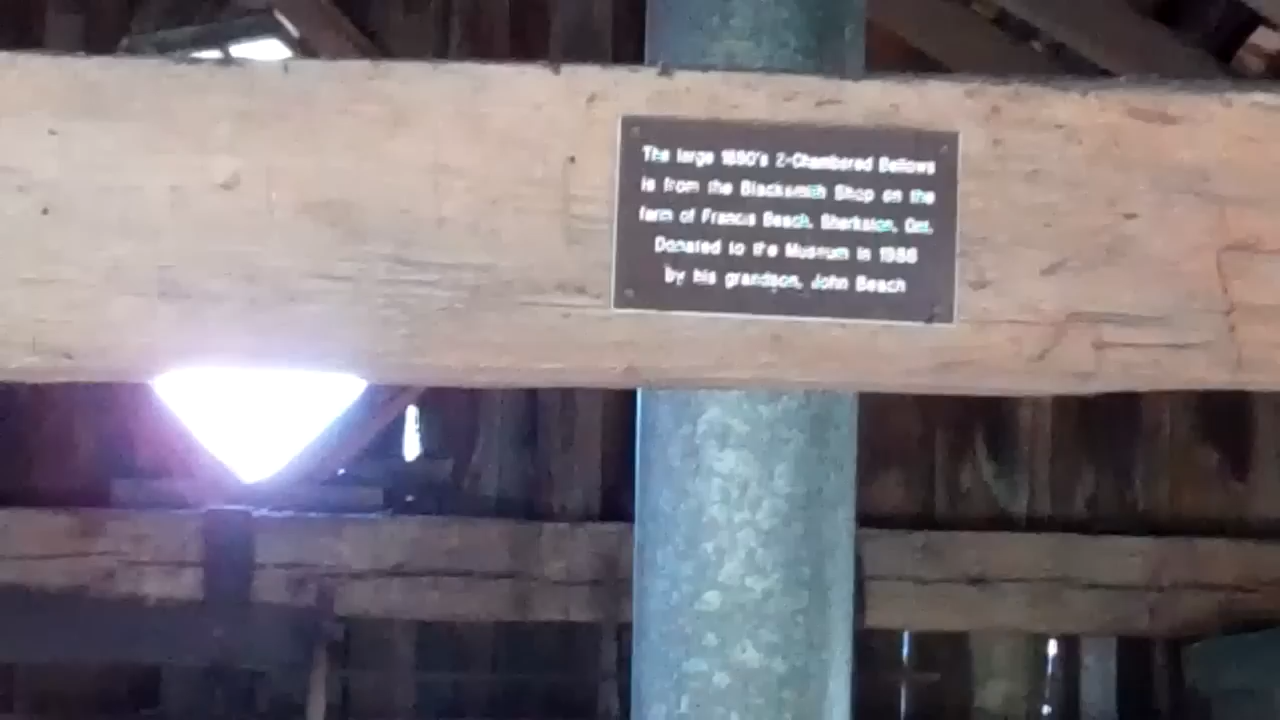 The large 1890's 2-Chambered Bellows
is from the Blacksmith Shop on the
farm of Francis Beach, Sherkston, Ont.
Donated to the Museum in 1986
by his grandson, John Beach